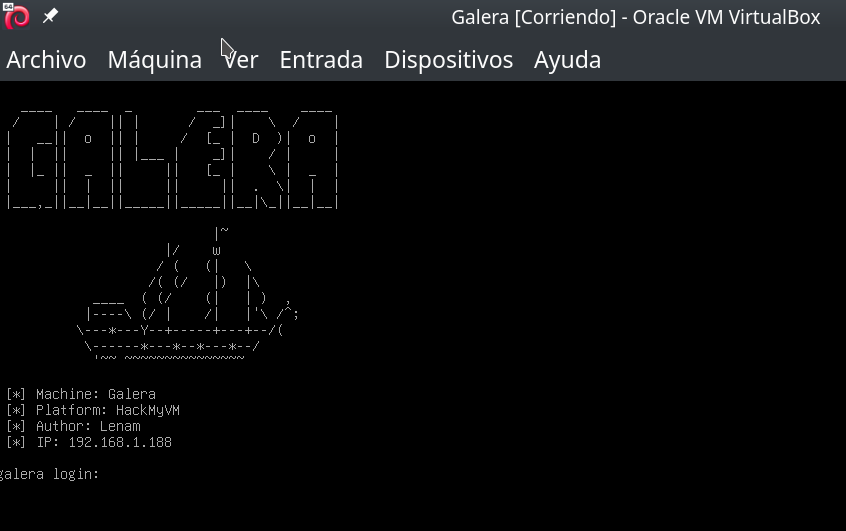 64
Galera [Corriendo] - Oracle VM VirtualBox
Archivo Máquina Ver Entrada Dispositivos Ayuda
GALERA
[*] Machine: Galera
[*] Platform: HackMyVM
[*] Author: Lenam
[*] IP: 192.168.1.188
galera login: